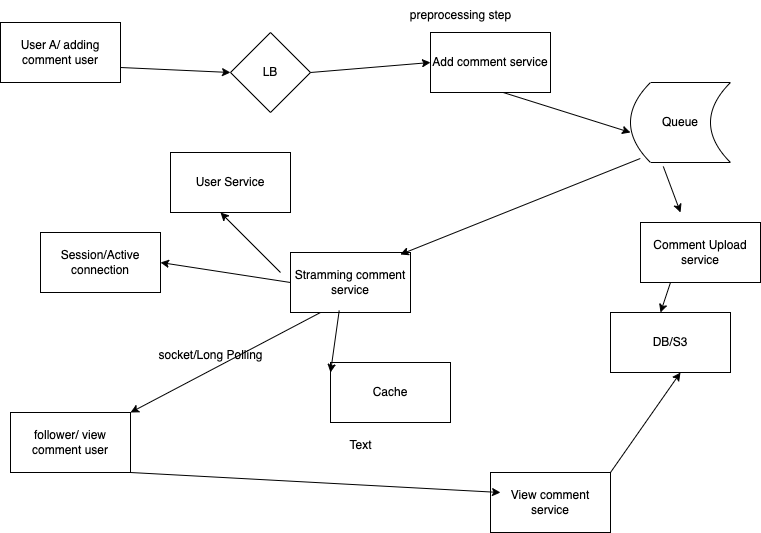 preprocessing step
User A/ adding
comment user
LB
Add comment service
Queue
User Service
Session/Active
connection
Stramming comment
service
Comment Upload
service
DB/S3
socket/Long Polling
Cache
follower/ view
comment user
Text
View comment
service